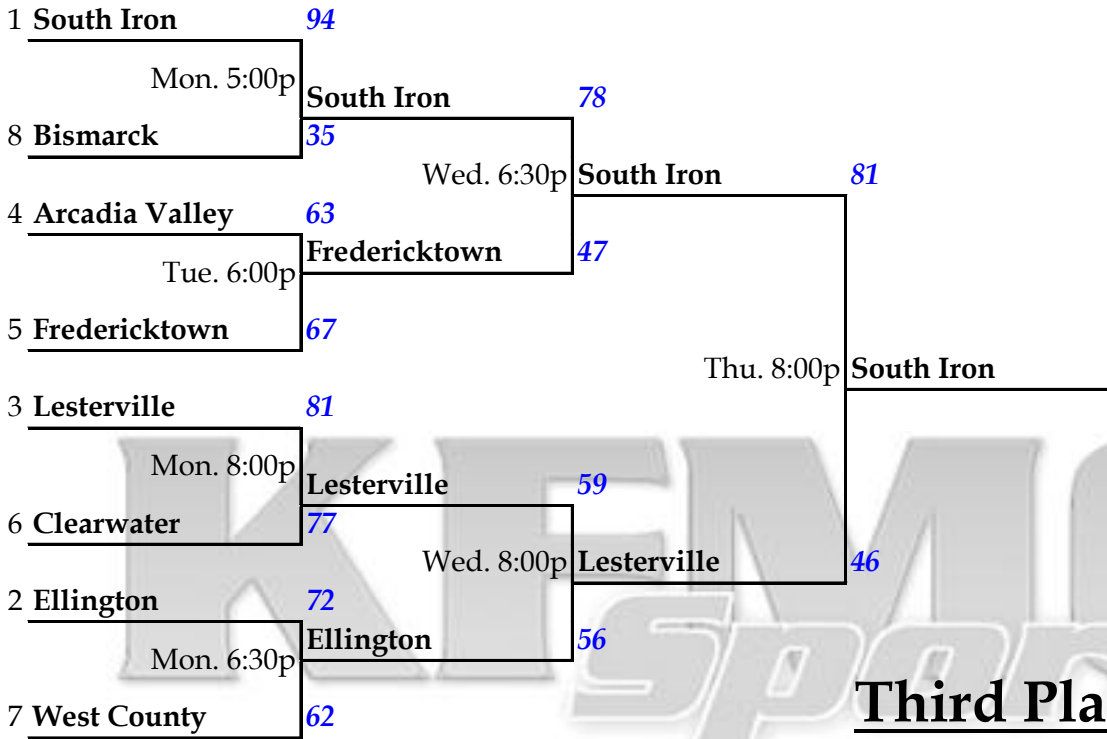 1 South Iron 94
Mon. 5:00p
South Iron 78
8 Bismarck 35
Wed. 6:30p South Iron 81
4 Arcadia Valley 63
Fredericktown 47
Tue. 6:00p
5 Fredericktown 67
Thu. 8:00p South Iron
3 Lesterville 81
Mon. 8:00p
Lesterville 59
6 Clearwater 77
Wed. 8:00p Lesterville 46
2 Ellington 72
Ellington 56
Mon. 6:30p
7 West County 62
Third Pla
KFMO
Spor